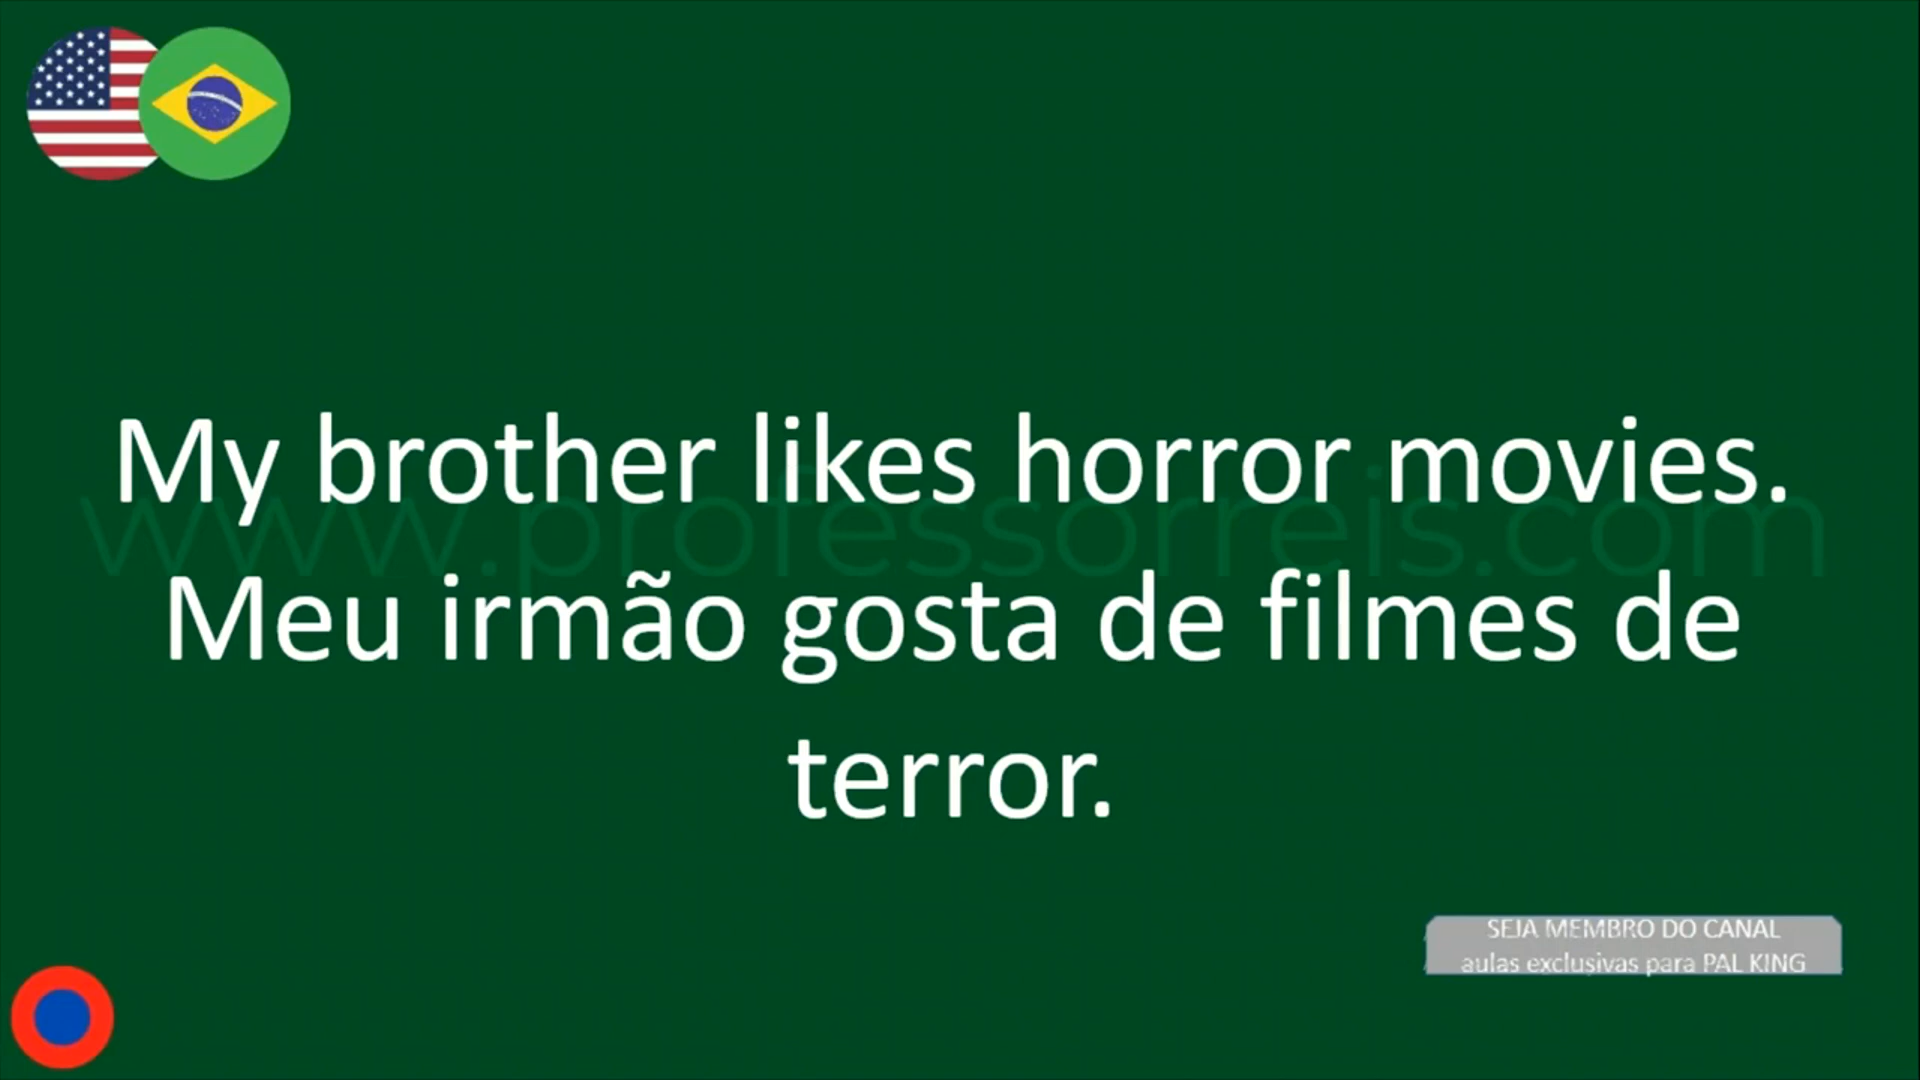 My brother likes horror movies.
www.professorreis.com
Meu irmão gosta de filmes de
terror.
SEJA MEMBRO DO CANAL
aulas exclusivas para PAL KING